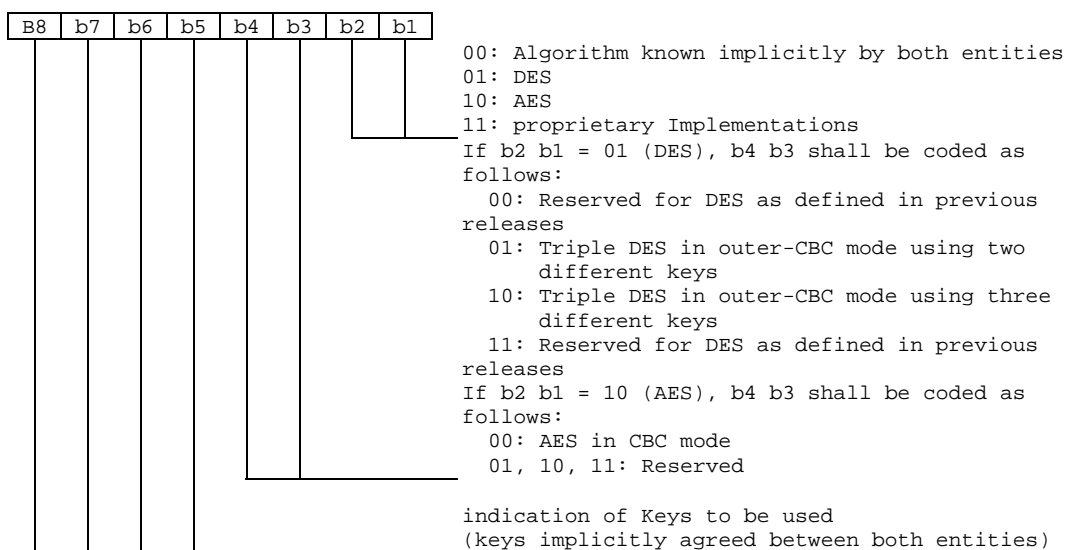 B8 b7 b6 b5 b4 b3 b2 b1
00: Algorithm known implicitly by both entities
01: DES
10: AES
11: proprietary Implementations
If b2 b1 = 01 (DES), b4 b3 shall be coded as
follows:
00: Reserved for DES as defined in previous
releases
01: Triple DES in outer-CBC mode using two
different keys
10: Triple DES in outer-CBC mode using three
different keys
11: Reserved for DES as defined in previous
releases
If b2 b1 = 10 (AES), b4 b3 shall be coded as
follows:
00: AES in CBC mode
01, 10, 11: Reserved
indication of Keys to be used
(keys implicitly agreed between both entities)